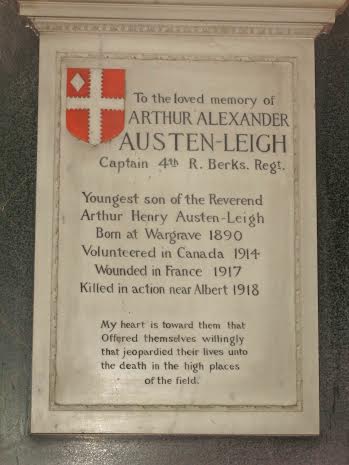 To the loved memory of
ARTHUR ALEXANDER
AUSTEN-LEIGH
Captain 4th R. Berks. Regt.
Youngest son of the Reverend
Arthur Henry Austen-Leigh
Born at Wargrave 1890
Volunteered in Canada 1914
Wounded in France 1917
Killed in action near Albert 1918
My heart is toward them that
Offered themselves willingly
that jeopardied their lives unto
the death in the high places
of the field.